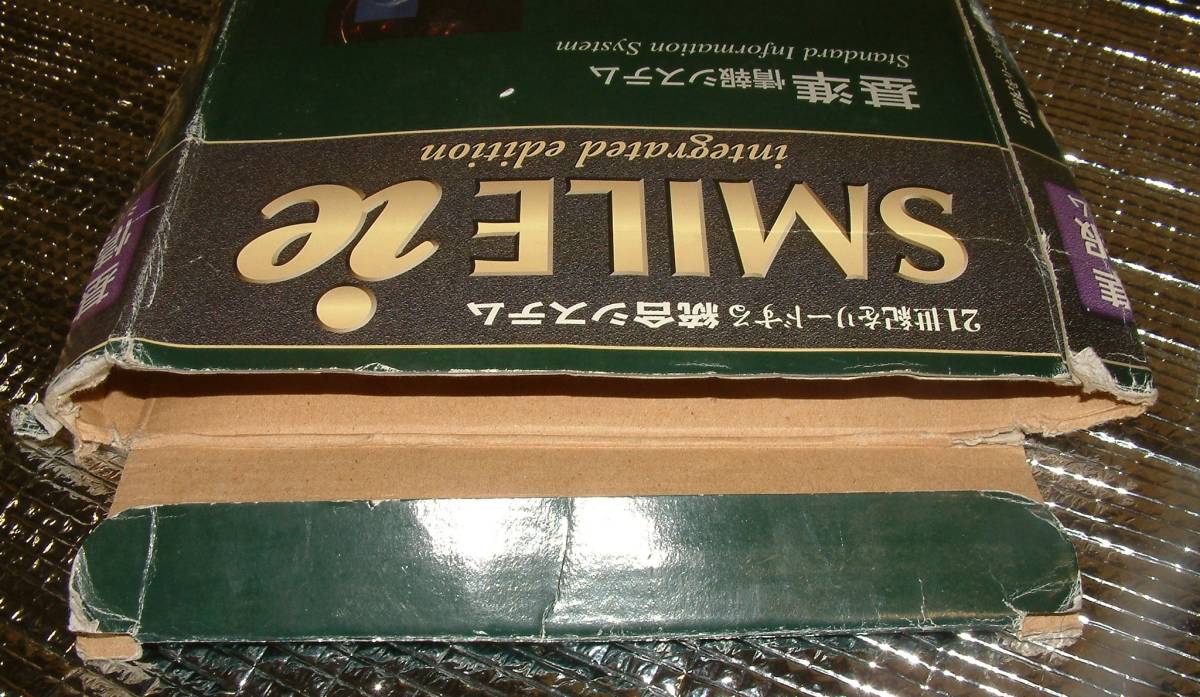 21世紀をリードする統合システム
SMILE ie
integrated edition
基準 情報システム
Standard Information System